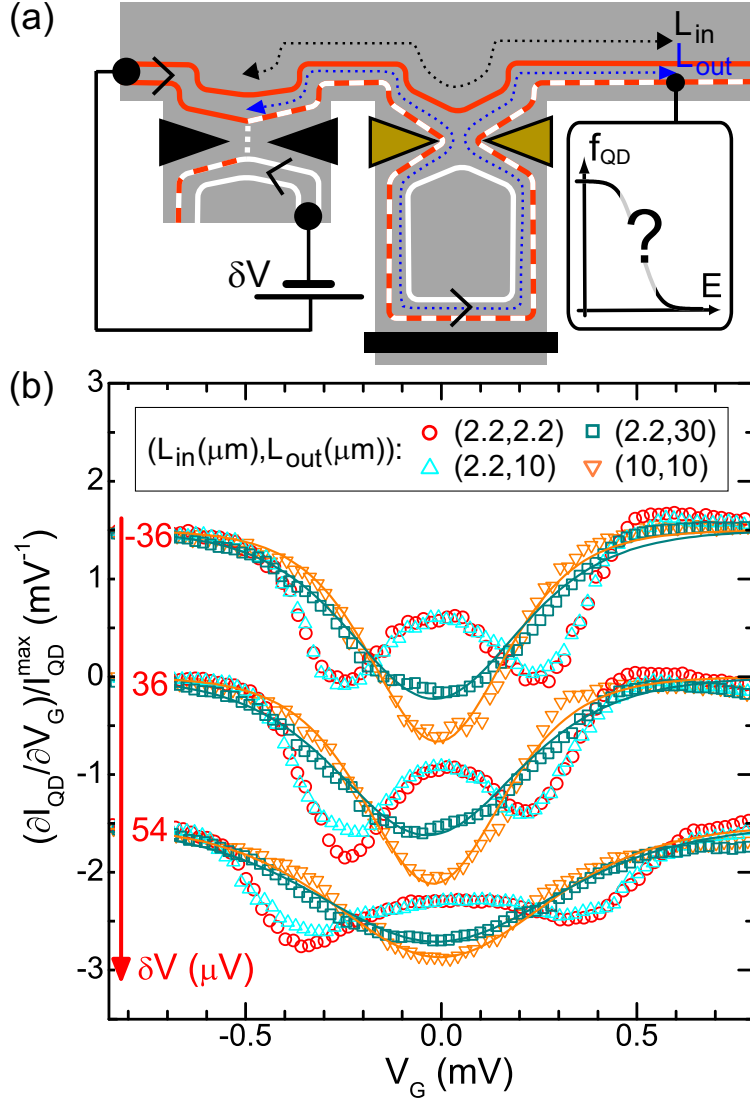 (a)
L_in
L_out
f_QD
?
E
δV
(b)
(L_in(μm),L_out(μm)):
(2.2,2.2)
(2.2,30)
(2.2,10)
(10,10)
3
2
1
0
-1
-2
-3
-36
36
54
δV (μV)
(∂I_QD/∂V_G)/I_QD^max (mV⁻¹)
-0.5
0.0
0.5
V_G (mV)